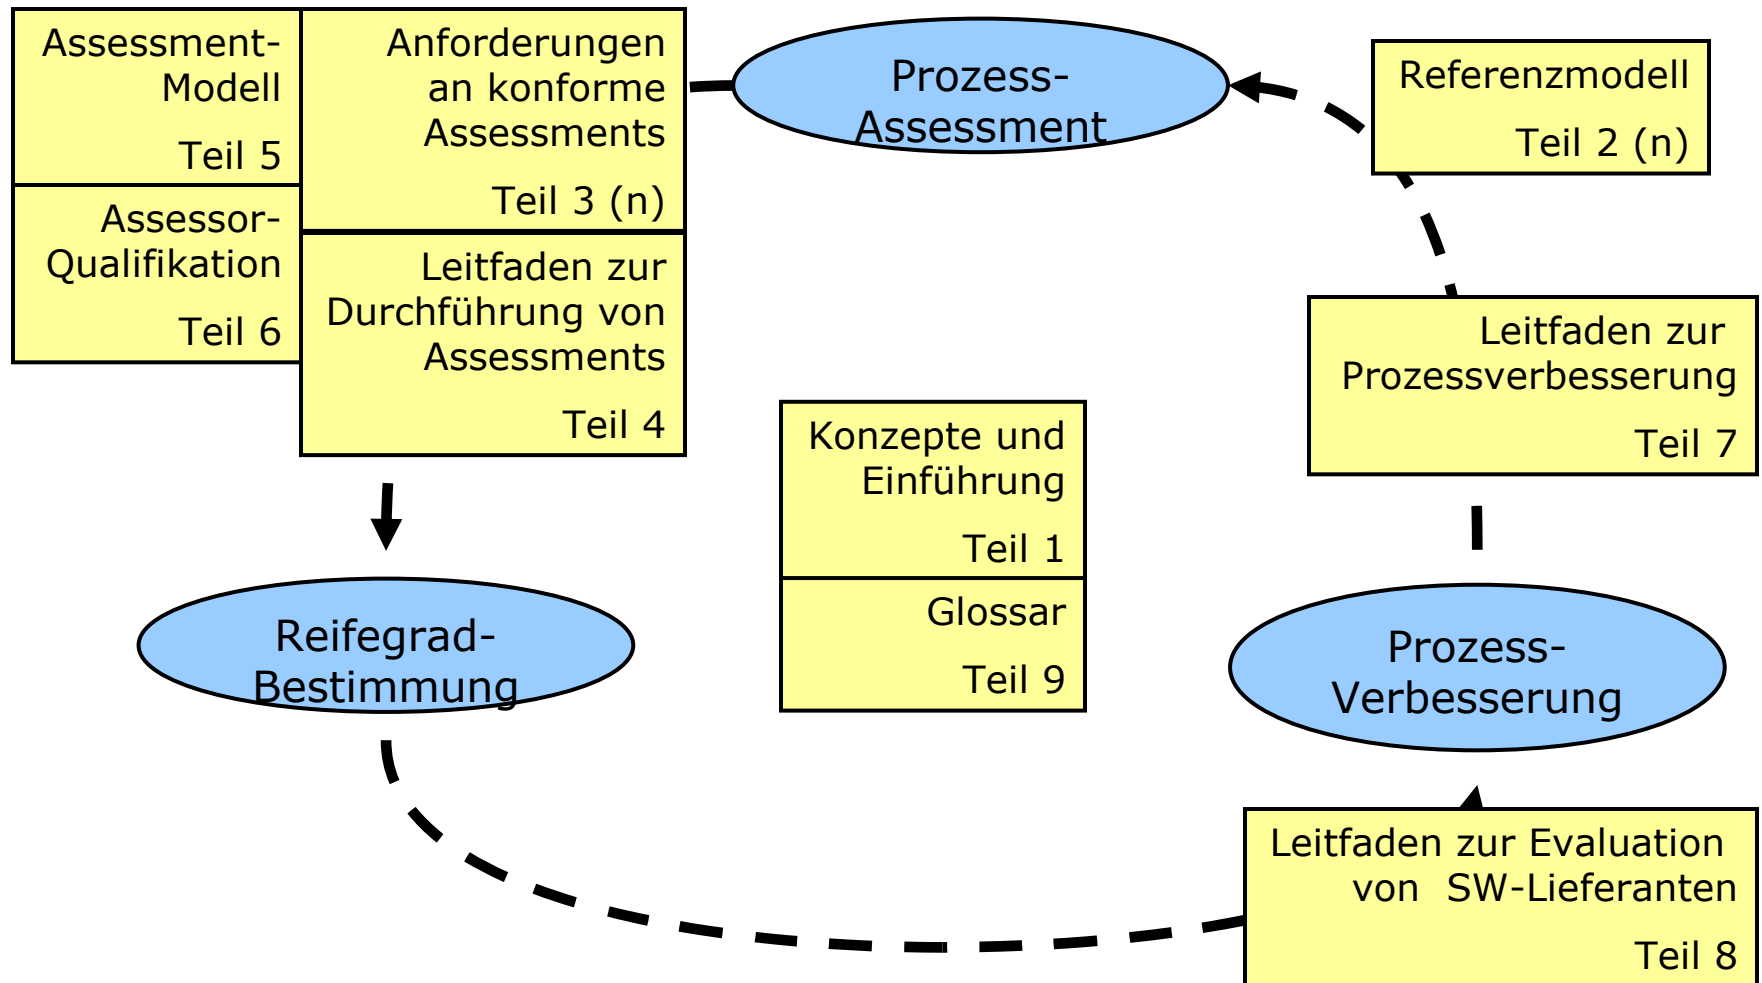 Assessment-
Modell
Teil 5
Anforderungen
an konforme
Assessments
Teil 3 (n)
Prozess-
Assessment
Referenzmodell
Teil 2 (n)
Assessor-
Qualifikation
Teil 6
Leitfaden zur
Durchführung von
Assessments
Teil 4
Leitfaden zur
Prozessverbesserung
Teil 7
Konzepte und
Einführung
Teil 1
Glossar
Teil 9
Reifegrad-
Bestimmung
Prozess-
Verbesserung
Leitfaden zur Evaluation
von SW-Lieferanten
Teil 8